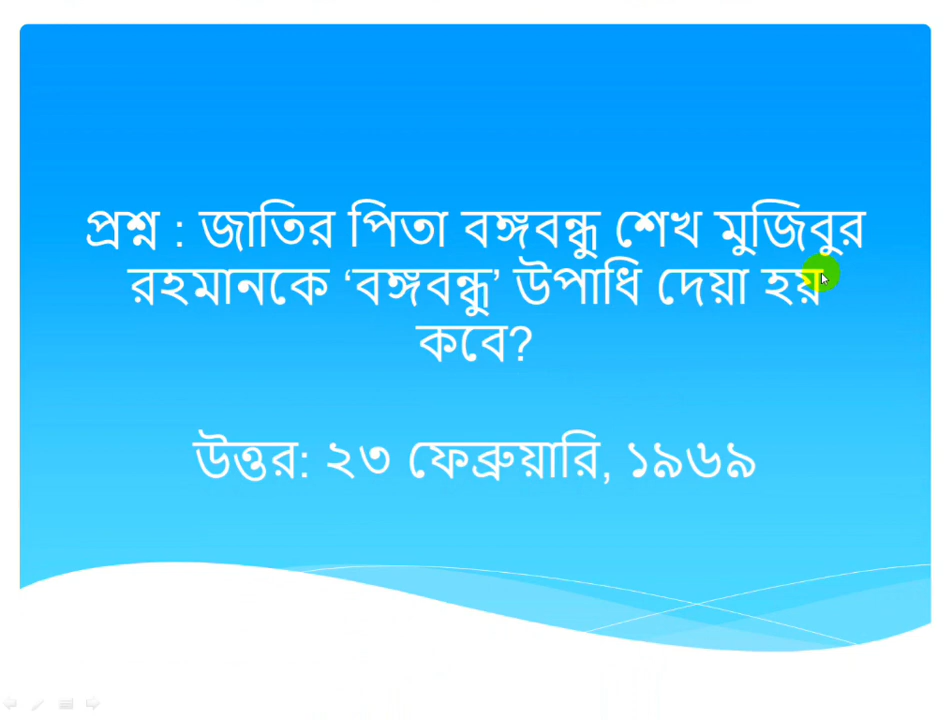 প্রশ্ন : জাতির পিতা বঙ্গবন্ধু শেখ মুজিবুর
রহমানকে ‘বঙ্গবন্ধু’ উপাধি দেয়া হয়
কবে?
উত্তর: ২৩ ফেব্রুয়ারি, ১৯৬৯